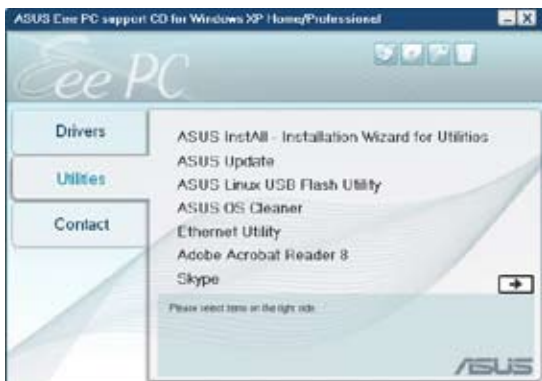 ASUS Eee PC support CD for Windows XP Home/Professional
Eee PC
Drivers
Utilities
Contact
ASUS InstAll - Installation Wizard for Utilities
ASUS Update
ASUS Linux USB Flash Utility
ASUS OS Cleaner
Ethernet Utility
Adobe Acrobat Reader 8
Skype
Please select items on the right side
ASUS